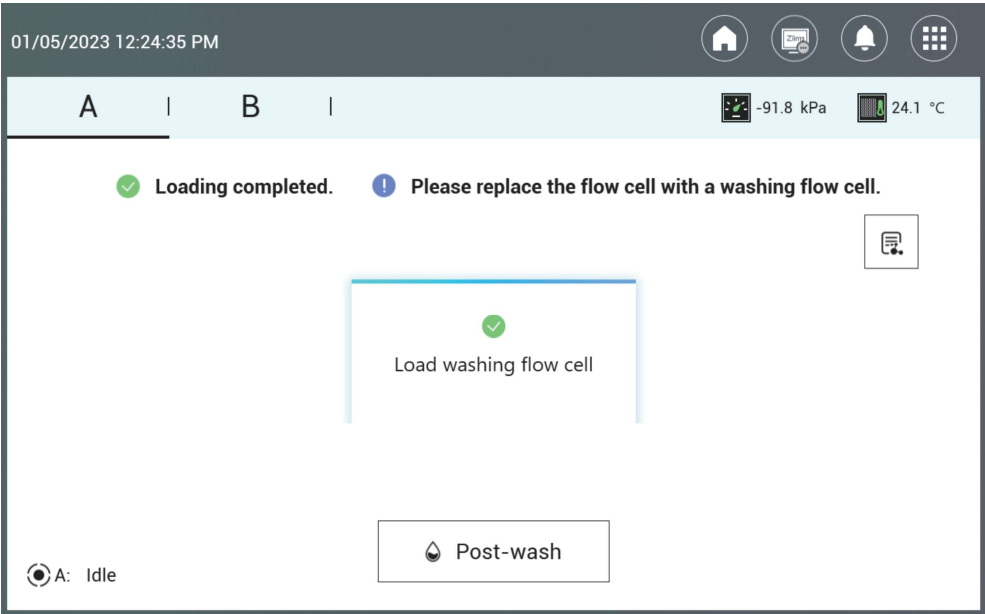 01/05/2023 12:24:35 PM
Zlims
A | B |
-91.8 kPa
24.1 °C
Loading completed.
Please replace the flow cell with a washing flow cell.
Load washing flow cell
Post-wash
A: Idle